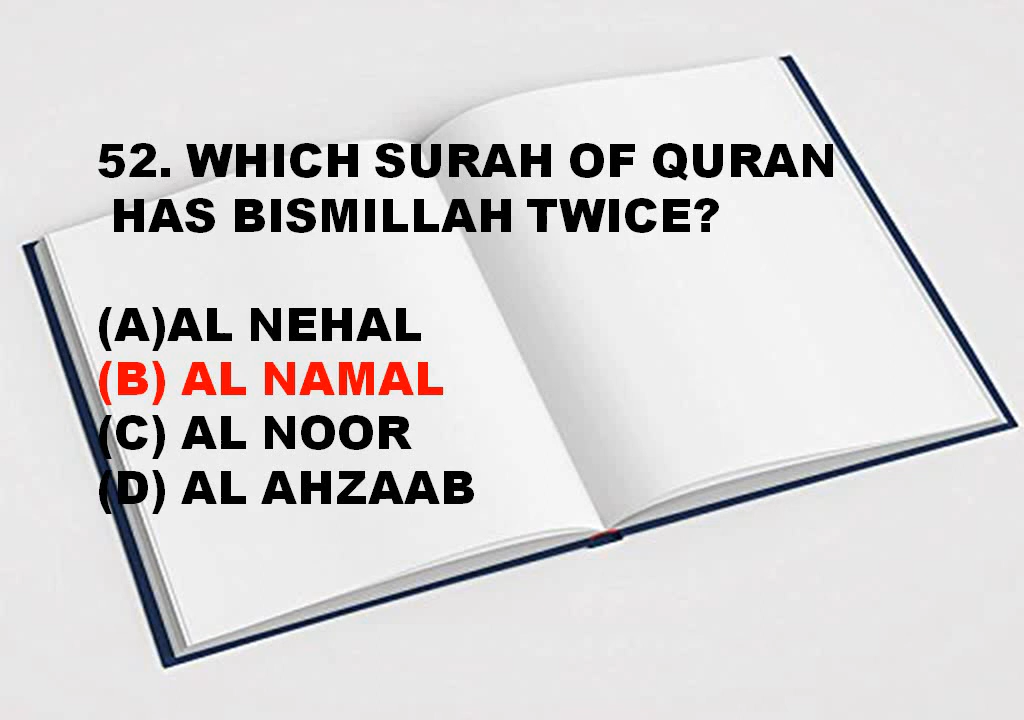 52. WHICH SURAH OF QURAN
HAS BISMILLAH TWICE?
(A)AL NEHAL
(B) AL NAMAL
(C) AL NOOR
(D) AL AHZAAB